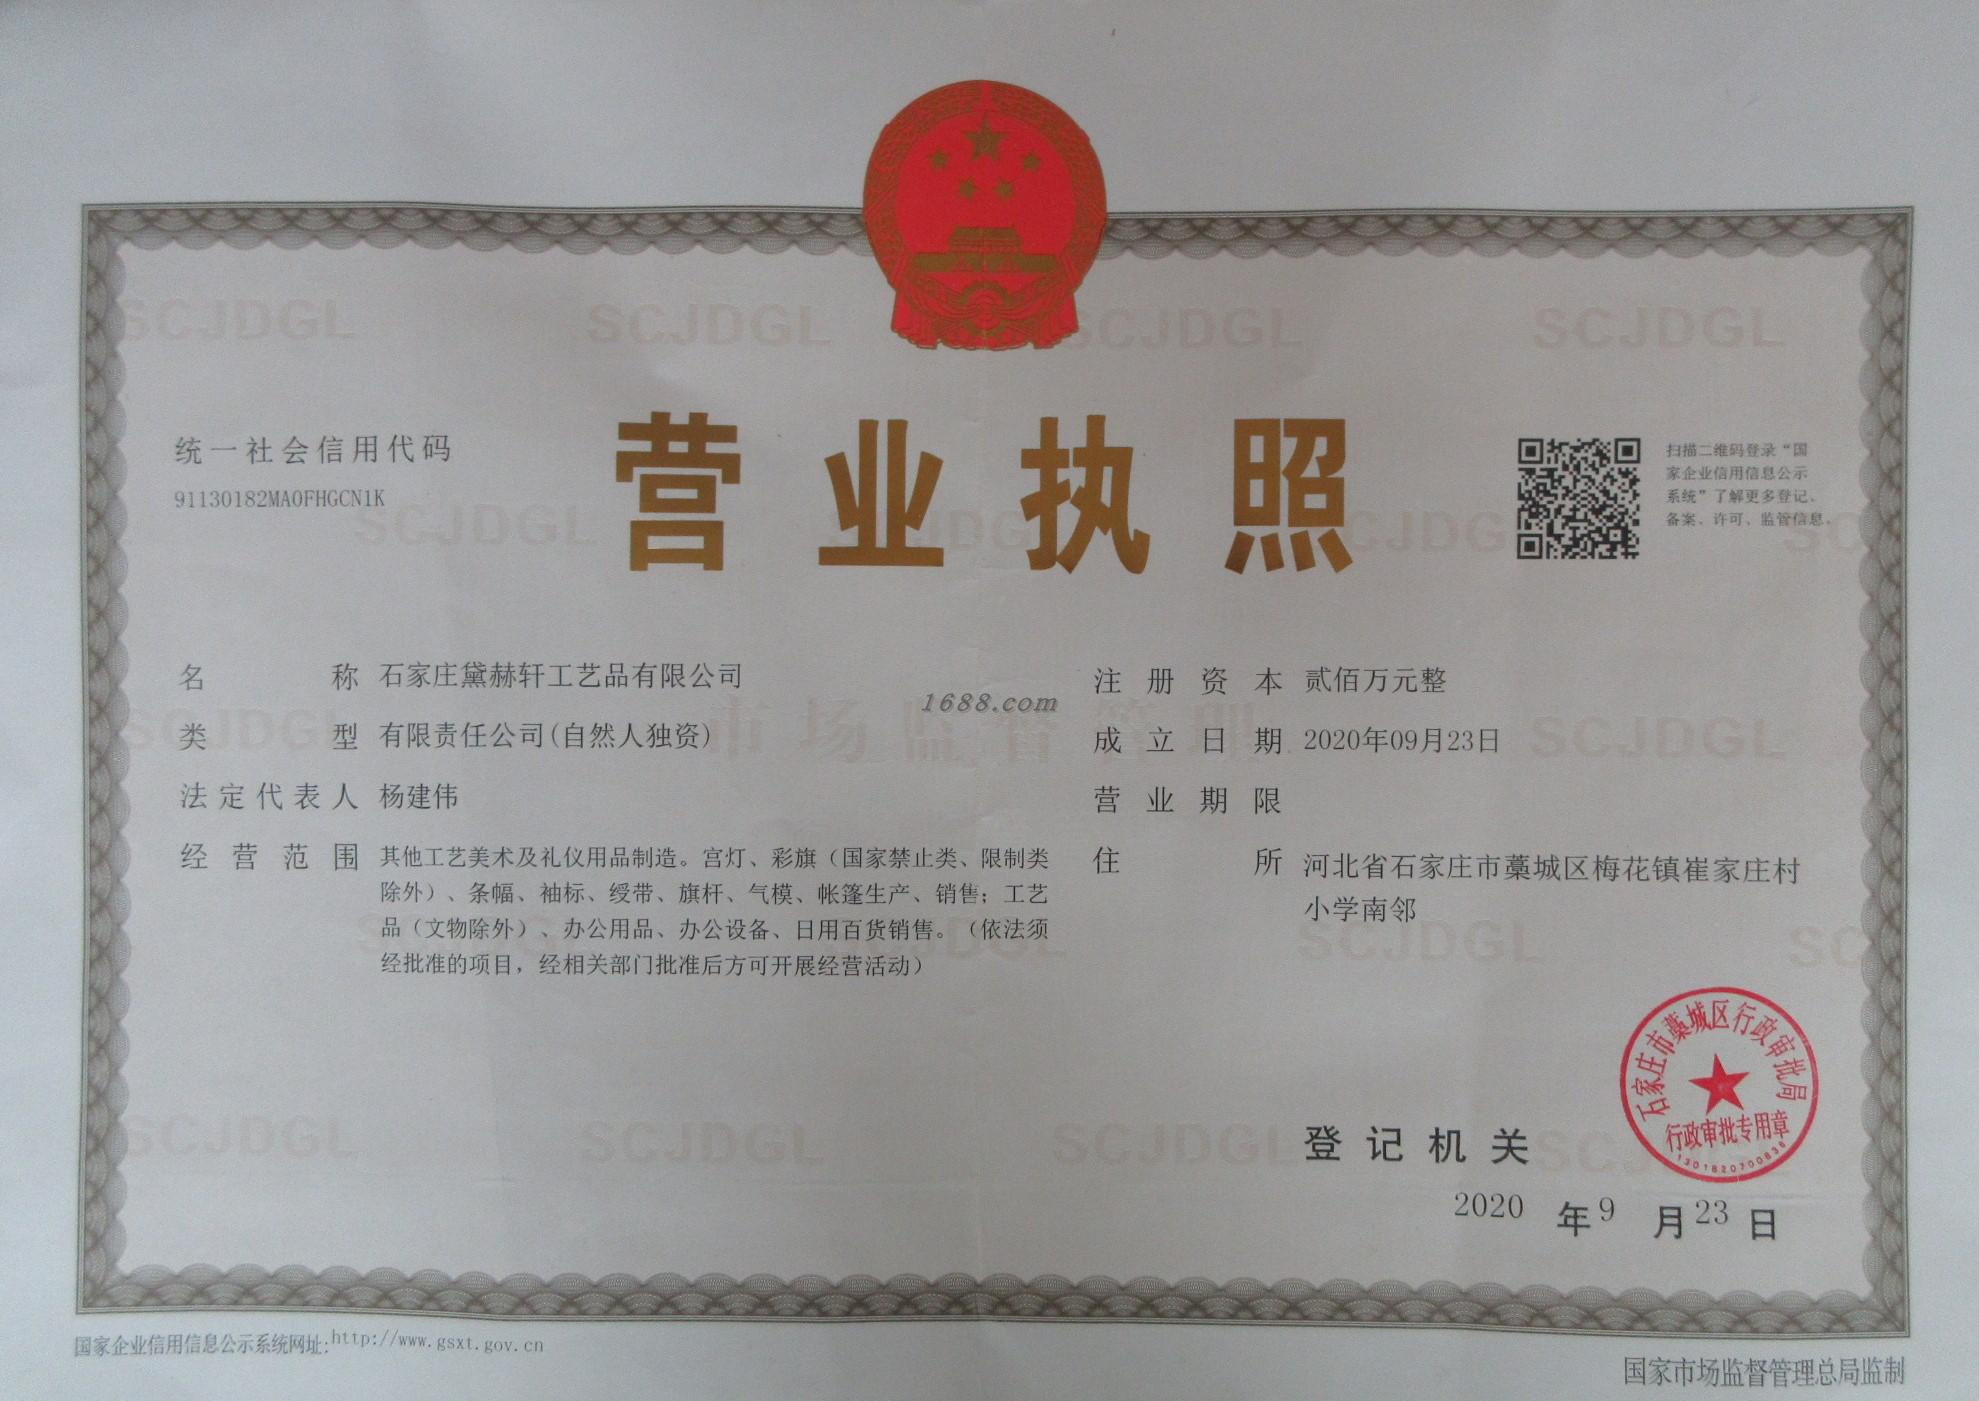 营业执照
统一社会信用代码
91130182MA0FHGCN1K
扫描二维码登录“国
家企业信用信息公示
系统”了解更多登记、
备案、许可、监管信息。
名称 石家庄黛赫轩工艺品有限公司
类型 有限责任公司(自然人独资)
法定代表人 杨建伟
经营范围 其他工艺美术及礼仪用品制造。宫灯、彩旗（国家禁止类、限制类
除外）、条幅、袖标、绶带、旗杆、气模、帐篷生产、销售；工艺
品（文物除外）、办公用品、办公设备、日用百货销售。（依法须
经批准的项目，经相关部门批准后方可开展经营活动）
注册资本 贰佰万元整
成立日期 2020年09月23日
营业期限
住所 河北省石家庄市藁城区梅花镇崔家庄村
小学南邻
1688.com
市场监督管理
SCJDGL
登记机关
石家庄市藁城区行政审批局
行政审批专用章
2020年9月23日
国家企业信用信息公示系统网址:http://www.gsxt.gov.cn
国家市场监督管理总局监制